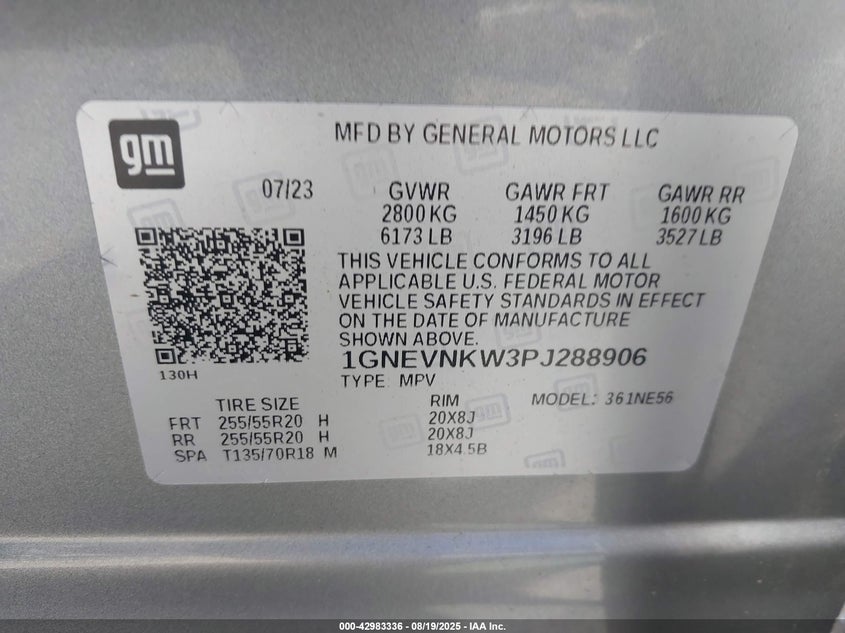 gm
MFD BY GENERAL MOTORS LLC
07/23 GVWR GAWR FRT GAWR RR
2800 KG 1450 KG 1600 KG
6173 LB 3196 LB 3527 LB
THIS VEHICLE CONFORMS TO ALL
APPLICABLE U.S. FEDERAL MOTOR
VEHICLE SAFETY STANDARDS IN EFFECT
ON THE DATE OF MANUFACTURE
SHOWN ABOVE.
1GNEVNKW3PJ288906
130H
TYPE: MPV
TIRE SIZE RIM MODEL: 361NE56
FRT 255/55R20 H 20X8J
RR 255/55R20 H 20X8J
SPA T135/70R18 M 18X4.5B
000-42983336 - 08/19/2025 - IAA Inc.